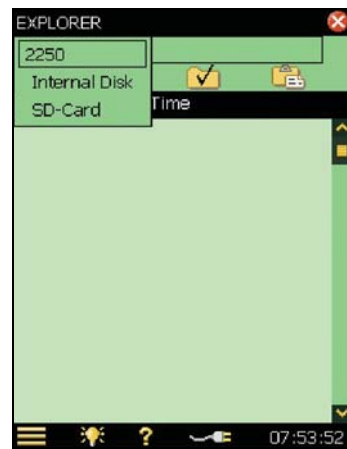 EXPLORER
2250
Internal Disk
SD-Card
Time
?
07:53:52